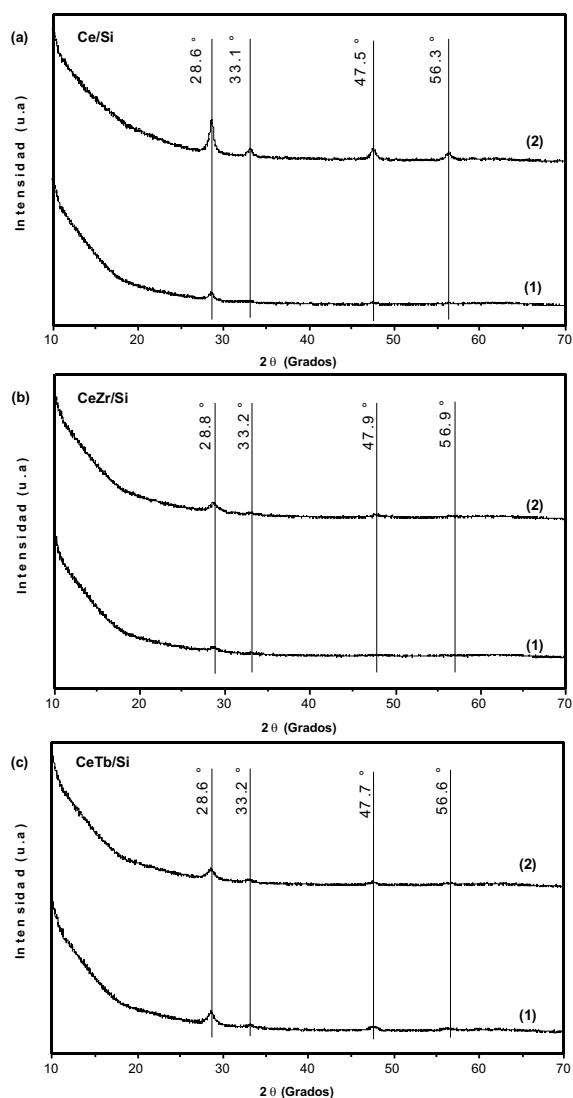 (a)
Ce/Si
28.6 °
33.1 °
47.5 °
56.3 °
(2)
(1)
Intensidad (u.a)
10 20 30 40 50 60 70
2 θ (Grados)
(b)
CeZr/Si
28.8 °
33.2 °
47.9 °
56.9 °
(2)
(1)
Intensidad (u.a)
10 20 30 40 50 60 70
2 θ (Grados)
(c)
CeTb/Si
28.6 °
33.2 °
47.7 °
56.6 °
(2)
(1)
Intensidad (u.a)
10 20 30 40 50 60 70
2 θ (Grados)